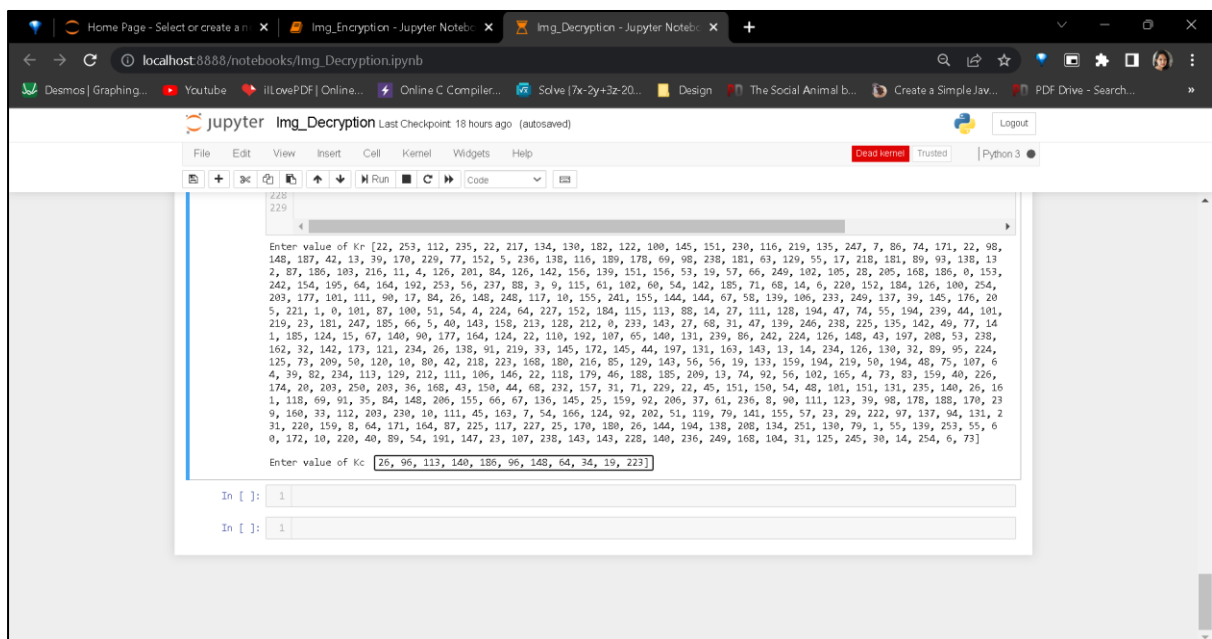 Home Page - Select or create a n
Img_Encryption - Jupyter Notebo
Img_Decryption - Jupyter Notebo
localhost:8888/notebooks/Img_Decryption.ipynb
Desmos | Graphing... Youtube iILovePDF | Online... Online C Compiler... Solve {7x-2y+3z-20... Design The Social Animal b... Create a Simple Jav... PDF Drive - Search... »
jupyter Img_Decryption Last Checkpoint: 18 hours ago (autosaved) Logout
File Edit View Insert Cell Kernel Widgets Help Dead kernel Trusted Python 3
Run Code
228
229
Enter value of Kr [22, 253, 112, 235, 22, 217, 134, 130, 182, 122, 100, 145, 151, 230, 116, 219, 135, 247, 7, 86, 74, 171, 22, 98,
148, 187, 42, 13, 39, 170, 229, 77, 152, 5, 236, 138, 116, 189, 178, 69, 98, 238, 181, 63, 129, 55, 17, 218, 181, 89, 93, 138, 13
2, 87, 186, 103, 216, 11, 4, 126, 201, 84, 126, 142, 156, 139, 151, 156, 53, 19, 57, 66, 249, 102, 105, 28, 205, 168, 186, 0, 153,
242, 154, 195, 64, 164, 192, 253, 56, 237, 88, 3, 9, 115, 61, 102, 60, 54, 142, 185, 71, 68, 14, 6, 220, 152, 184, 126, 100, 254,
203, 177, 101, 111, 90, 17, 84, 26, 148, 248, 117, 10, 155, 241, 155, 144, 144, 67, 58, 139, 106, 233, 249, 137, 39, 145, 176, 20
5, 221, 1, 0, 101, 87, 100, 51, 54, 4, 224, 64, 227, 152, 184, 115, 113, 88, 14, 27, 111, 128, 194, 47, 74, 55, 194, 239, 44, 101,
219, 23, 181, 247, 185, 66, 5, 40, 143, 158, 213, 128, 212, 0, 233, 143, 27, 68, 31, 47, 139, 246, 238, 225, 135, 142, 49, 77, 14
1, 185, 124, 15, 67, 140, 90, 177, 164, 124, 22, 110, 192, 107, 65, 140, 131, 239, 86, 242, 224, 126, 148, 43, 197, 208, 53, 238,
162, 32, 142, 173, 121, 234, 26, 138, 91, 219, 33, 145, 172, 145, 44, 197, 131, 163, 143, 13, 14, 234, 126, 130, 32, 89, 95, 224,
125, 73, 209, 50, 120, 10, 80, 42, 218, 223, 168, 180, 216, 85, 129, 143, 56, 56, 19, 133, 159, 194, 219, 50, 194, 48, 75, 107, 6
4, 39, 82, 234, 113, 129, 212, 111, 106, 146, 22, 118, 179, 46, 188, 185, 209, 13, 74, 92, 56, 102, 165, 4, 73, 83, 159, 40, 226,
174, 20, 203, 250, 203, 36, 168, 43, 150, 44, 68, 232, 157, 31, 71, 229, 22, 45, 151, 150, 54, 48, 101, 151, 131, 235, 140, 26, 16
1, 118, 69, 91, 35, 84, 148, 206, 155, 66, 67, 136, 145, 25, 159, 92, 206, 37, 61, 236, 8, 90, 111, 123, 39, 98, 178, 188, 170, 23
9, 160, 33, 112, 203, 230, 10, 111, 45, 163, 7, 54, 166, 124, 92, 202, 51, 119, 79, 141, 155, 57, 23, 29, 222, 97, 137, 94, 131, 2
31, 220, 159, 8, 64, 171, 164, 87, 225, 117, 227, 25, 170, 180, 26, 144, 194, 138, 208, 134, 251, 130, 79, 1, 55, 139, 253, 55, 6
0, 172, 10, 220, 40, 89, 54, 191, 147, 23, 107, 238, 143, 143, 228, 140, 236, 249, 168, 104, 31, 125, 245, 30, 14, 254, 6, 73]
Enter value of Kc 26, 96, 113, 140, 186, 96, 148, 64, 34, 19, 223]
In [ ]: 1
In [ ]: 1